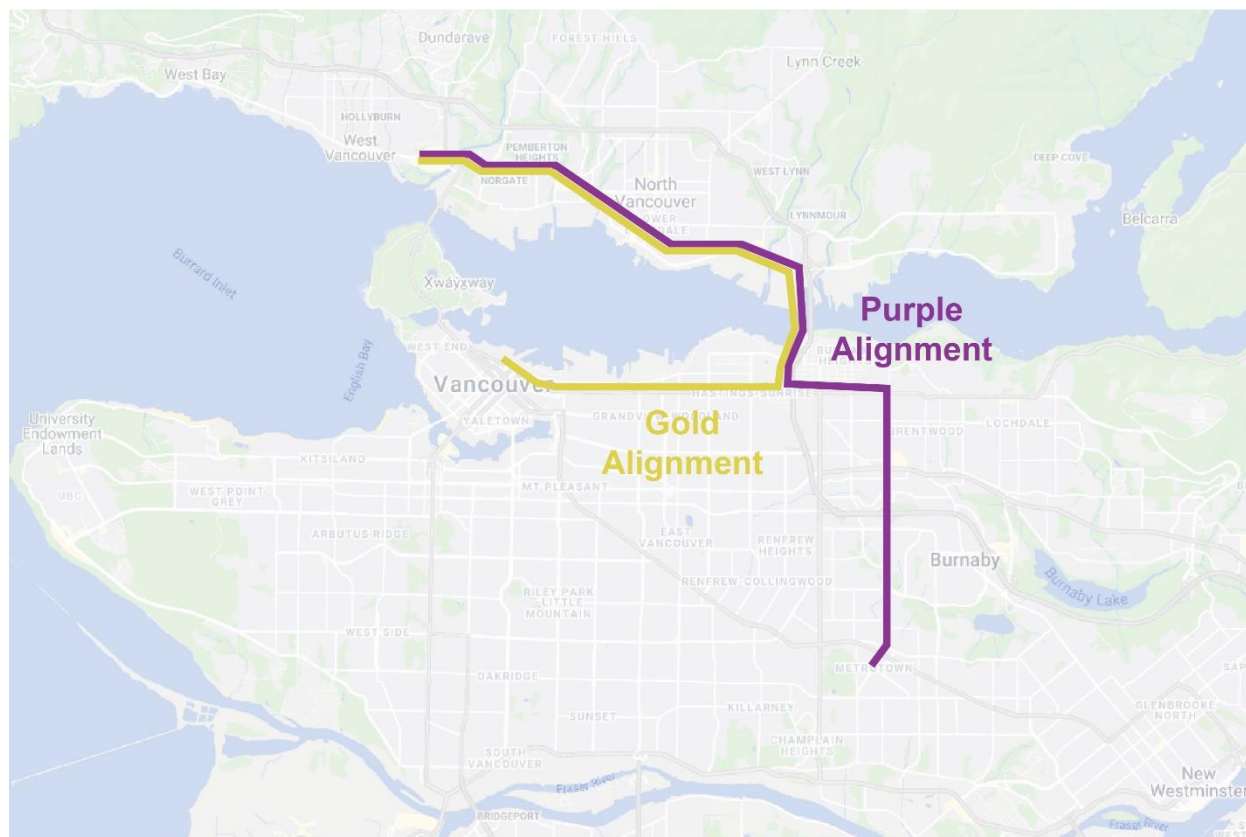 Dundarave
FOREST HILLS
Lynn Creek
West Bay
HOLLYBURN
West
Vancouver
PEMBERTON
HEIGHTS
NORGATE
North
Vancouver
LOWER
WEST LYNN
LYNNMOUR
DEEP COVE
Belcarra
Burrard Inlet
Xwáýxway
Purple
Alignment
WEST END
English Bay
Vancouver
HASTINGS-SUNRISE
YALETOWN
GRANDVIEW-WOODLAND
Gold
Alignment
BRENTWOOD
LOCHDALE
University
Endowment
Lands
KITSILANO
UBC
WEST POINT
GREY
MT PLEASANT
ARBUTUS RIDGE
EAST
VANCOUVER
RENFREW
HEIGHTS
Burnaby
Burnaby Lake
RENFREW-COLLINGWOOD
RILEY PARK
LITTLE
MOUNTAIN
WEST SIDE
METROTOWN
OAKRIDGE
KILLARNEY
SUNSET
CHAMPLAIN
HEIGHTS
GLENBROOKE
NORTH
SOUTH
VANCOUVER
New
Westminster
Fraser River
BRIDGEPORT
Fraser River